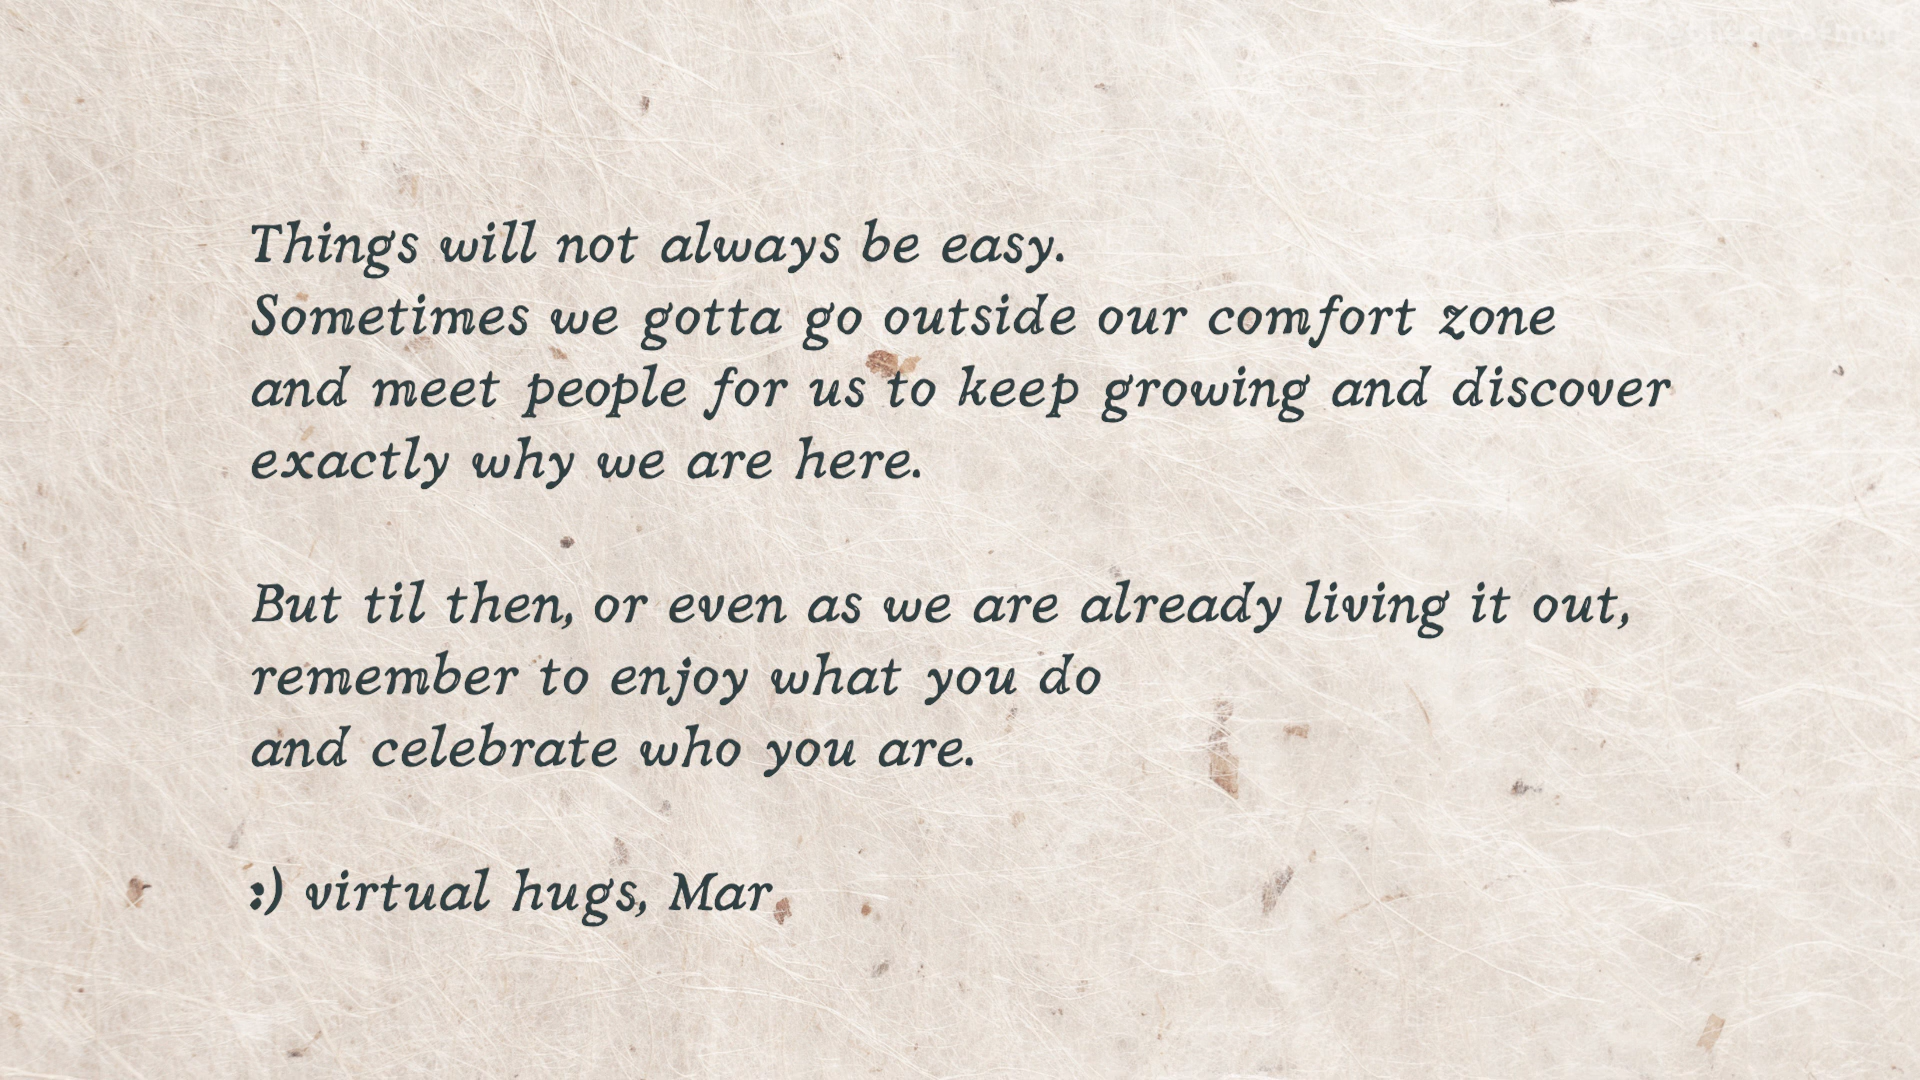 Things will not always be easy.
Sometimes we gotta go outside our comfort zone
and meet people for us to keep growing and discover
exactly why we are here.
But til then, or even as we are already living it out,
remember to enjoy what you do
and celebrate who you are.
:) virtual hugs, Mar